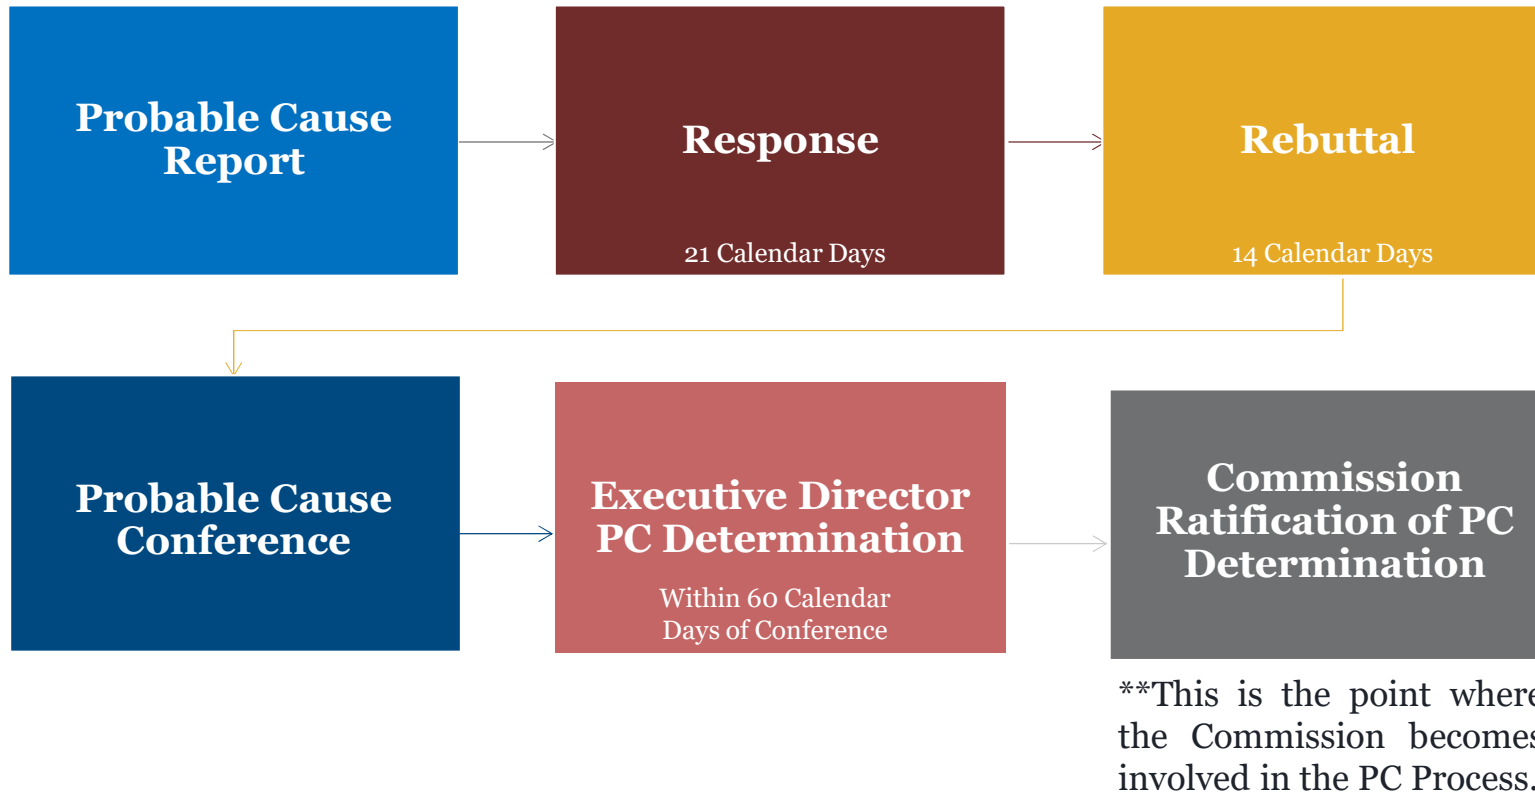 Probable Cause
Report
Response
21 Calendar Days
Rebuttal
14 Calendar Days
Probable Cause
Conference
Executive Director
PC Determination
Within 60 Calendar
Days of Conference
Commission
Ratification of PC
Determination
**This is the point where
the Commission becomes
involved in the PC Process.